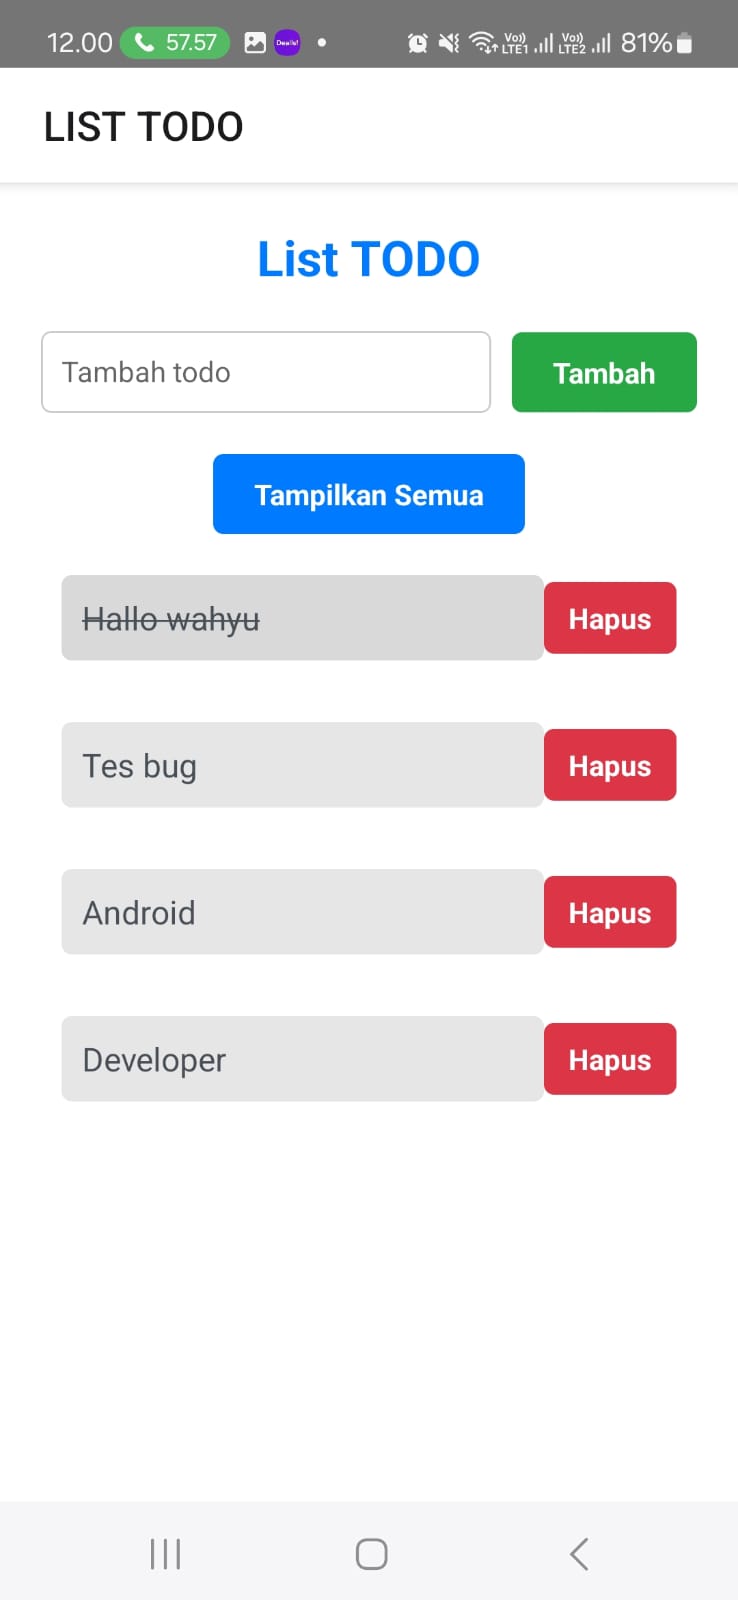 12.00 57.57 Deals! Vo)) LTE1 Vo)) LTE2 81%
LIST TODO
List TODO
Tambah todo
Tambah
Tampilkan Semua
Hallo wahyu
Hapus
Tes bug
Hapus
Android
Hapus
Developer
Hapus